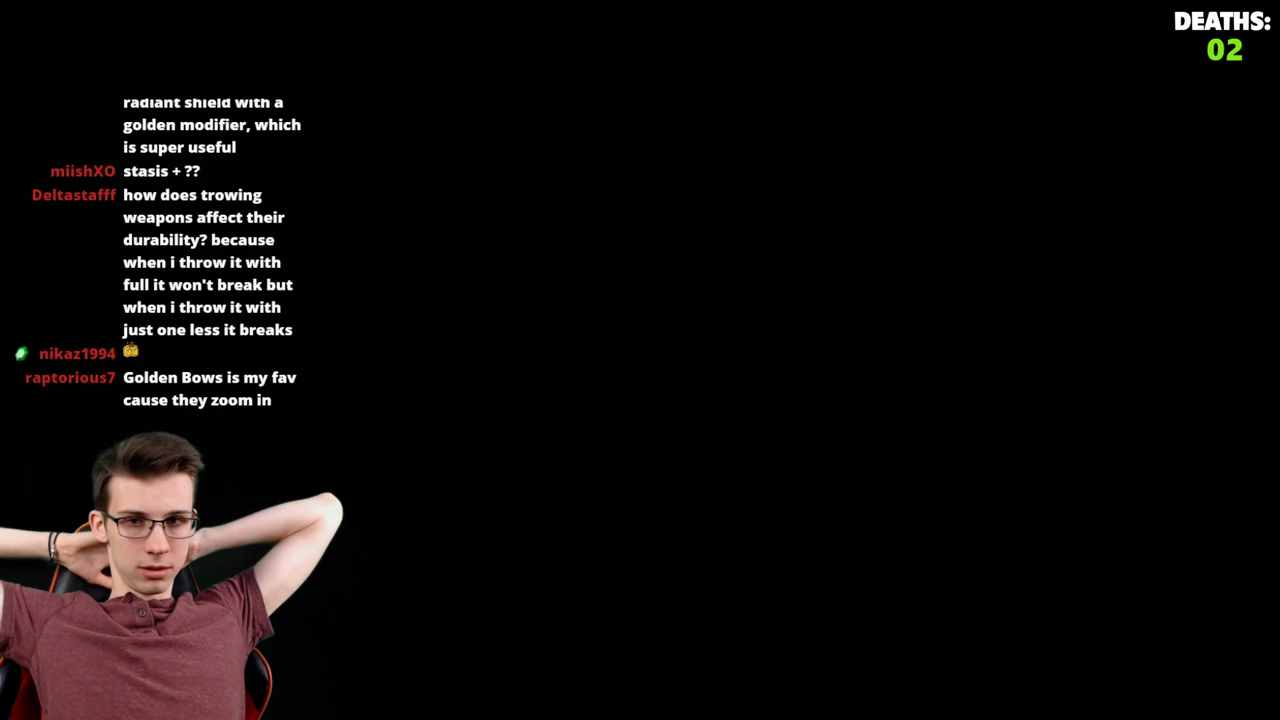 DEATHS:
02
radiant shield with a
golden modifier, which
is super useful
miishXO stasis + ??
Deltastafff how does trowing
weapons affect their
durability? because
when i throw it with
full it won't break but
when i throw it with
just one less it breaks
nikaz1994
raptorious7 Golden Bows is my fav
cause they zoom in